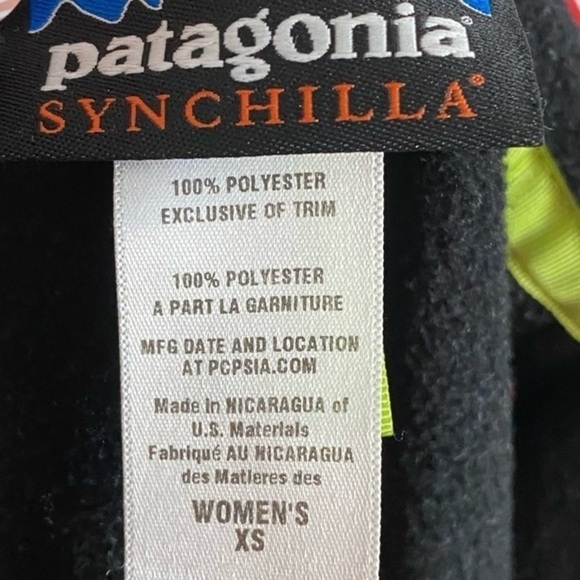 patagonia®
SYNCHILLA®
100% POLYESTER
EXCLUSIVE OF TRIM
100% POLYESTER
A PART LA GARNITURE
MFG DATE AND LOCATION
AT PCPSIA.COM
Made in NICARAGUA of
U.S. Materials
Fabriqué AU NICARAGUA
des Matieres des
WOMEN'S
XS